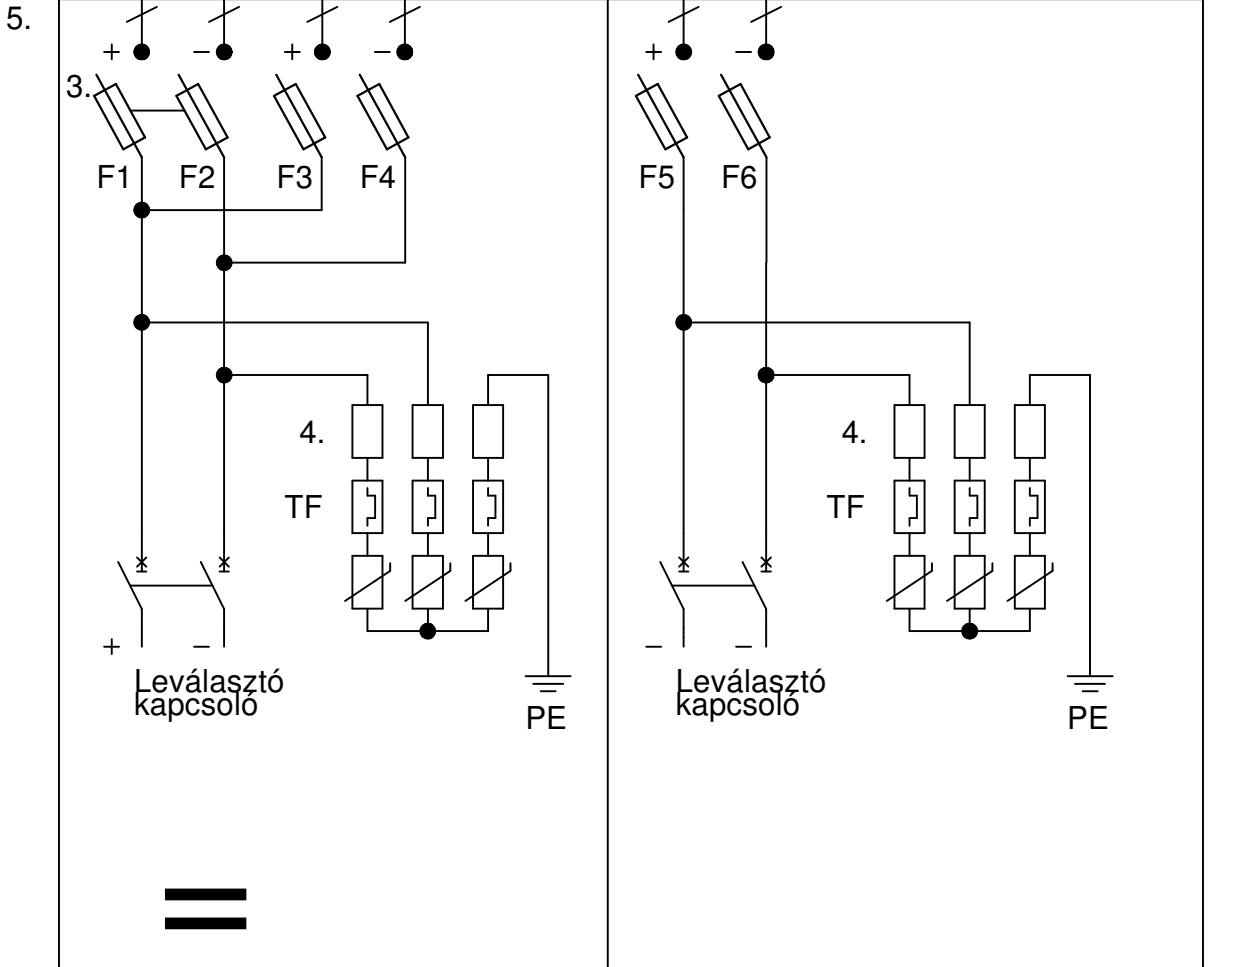 5.
+ − + − + −
3.
F1 F2 F3 F4 F5 F6
4. 4.
TF TF
+ − − −
Leválasztó Leválasztó
kapcsoló kapcsoló
PE PE